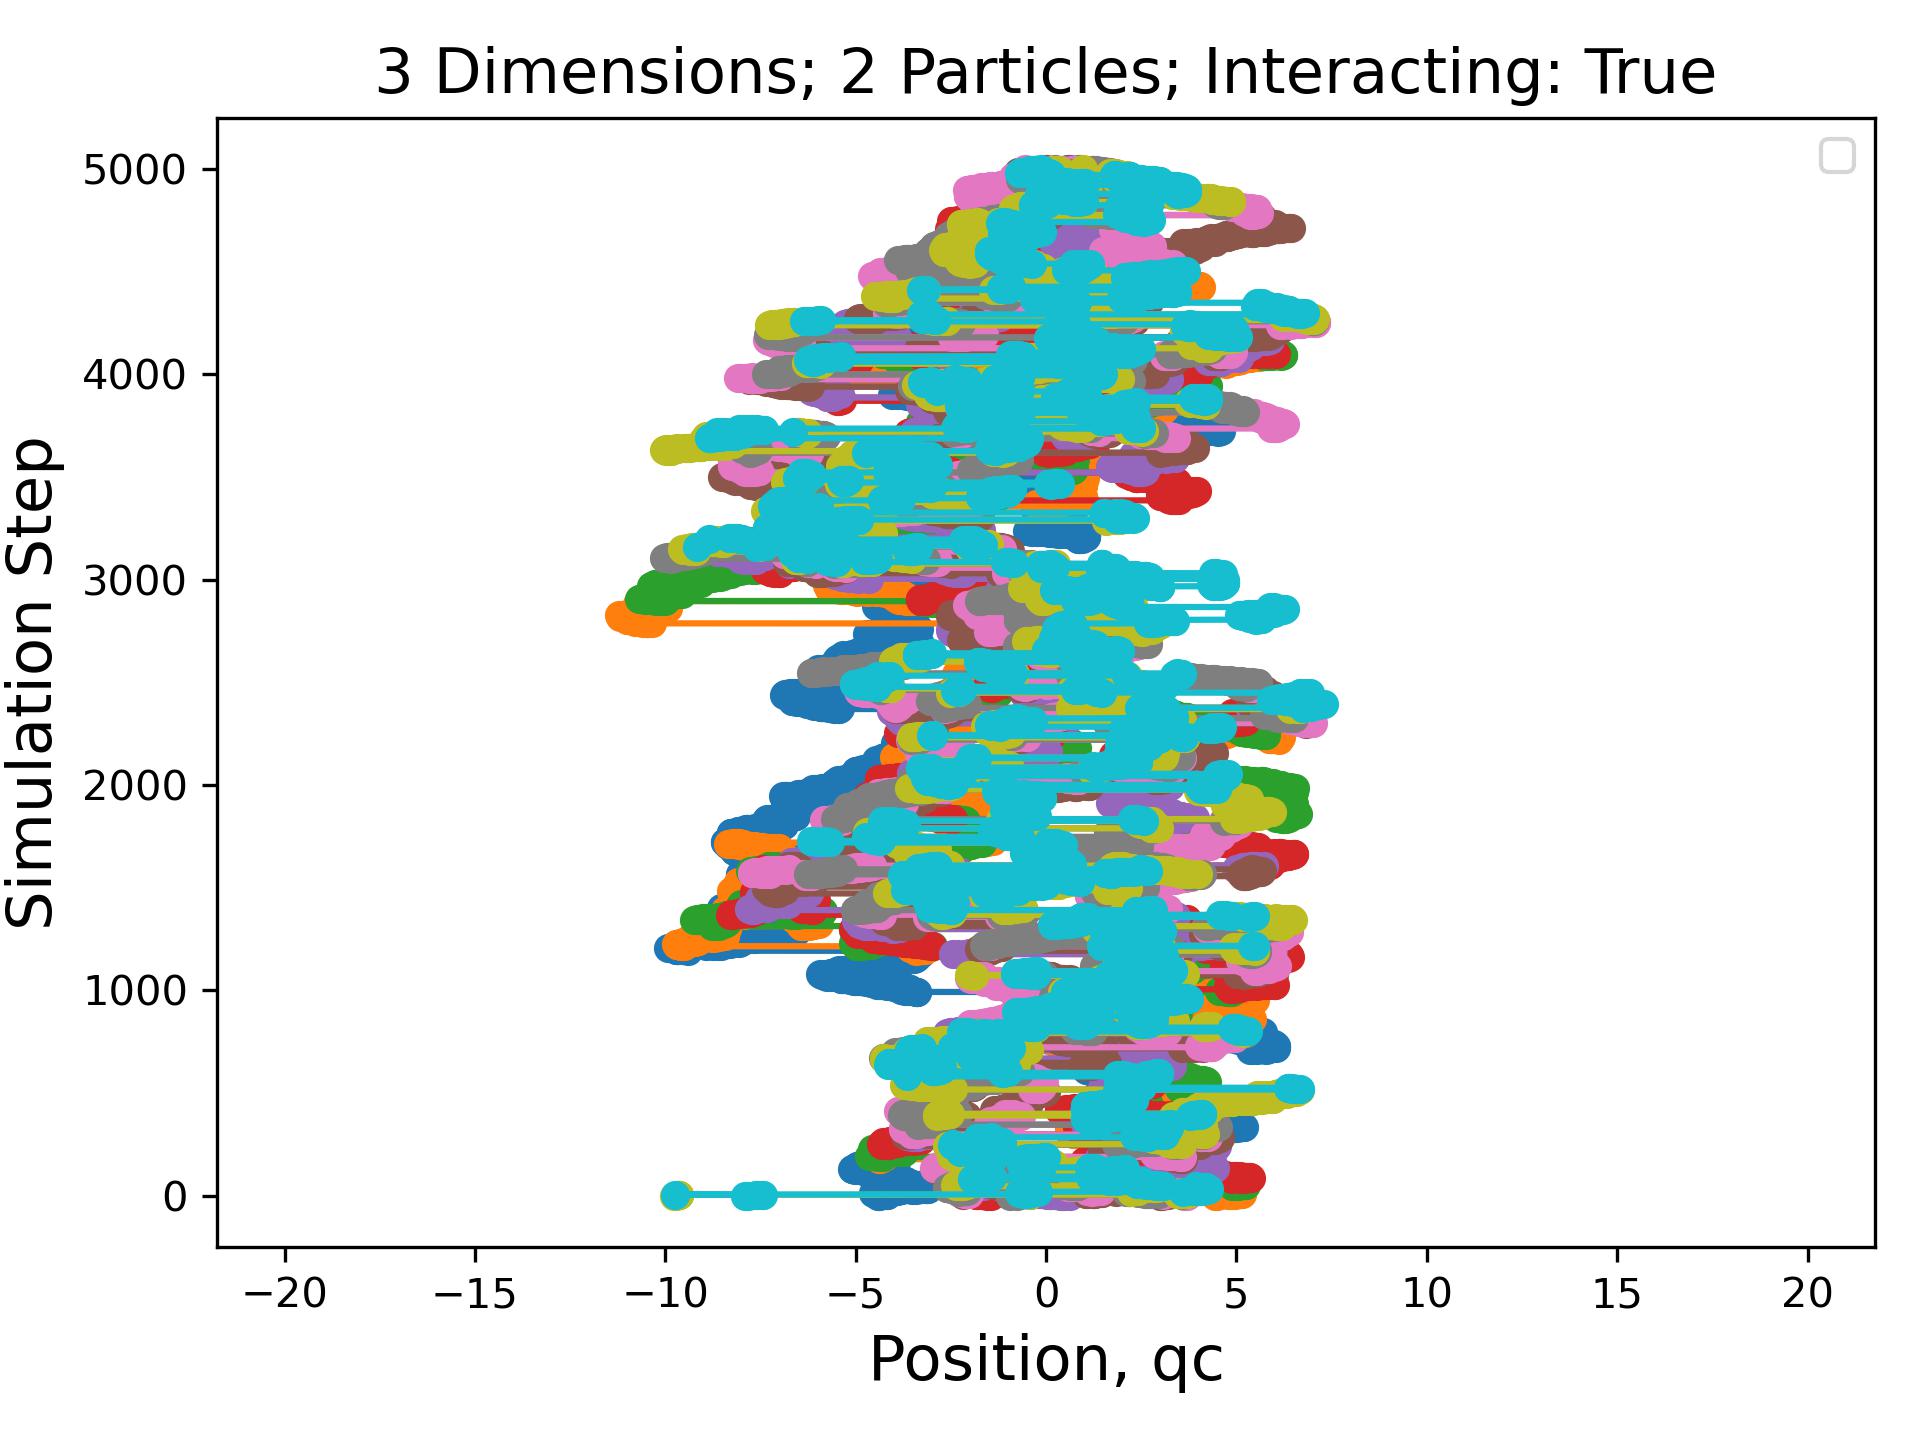 3 Dimensions; 2 Particles; Interacting: True
5000
4000
3000
2000
1000
0
Simulation Step
−20 −15 −10 −5 0 5 10 15 20
Position, qc